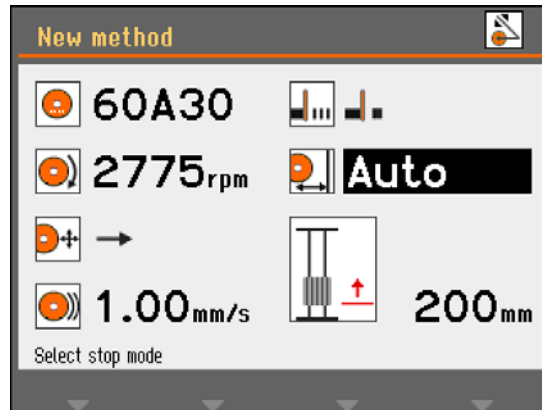 New method
60A30
2775rpm
Auto
1.00mm/s
200mm
Select stop mode